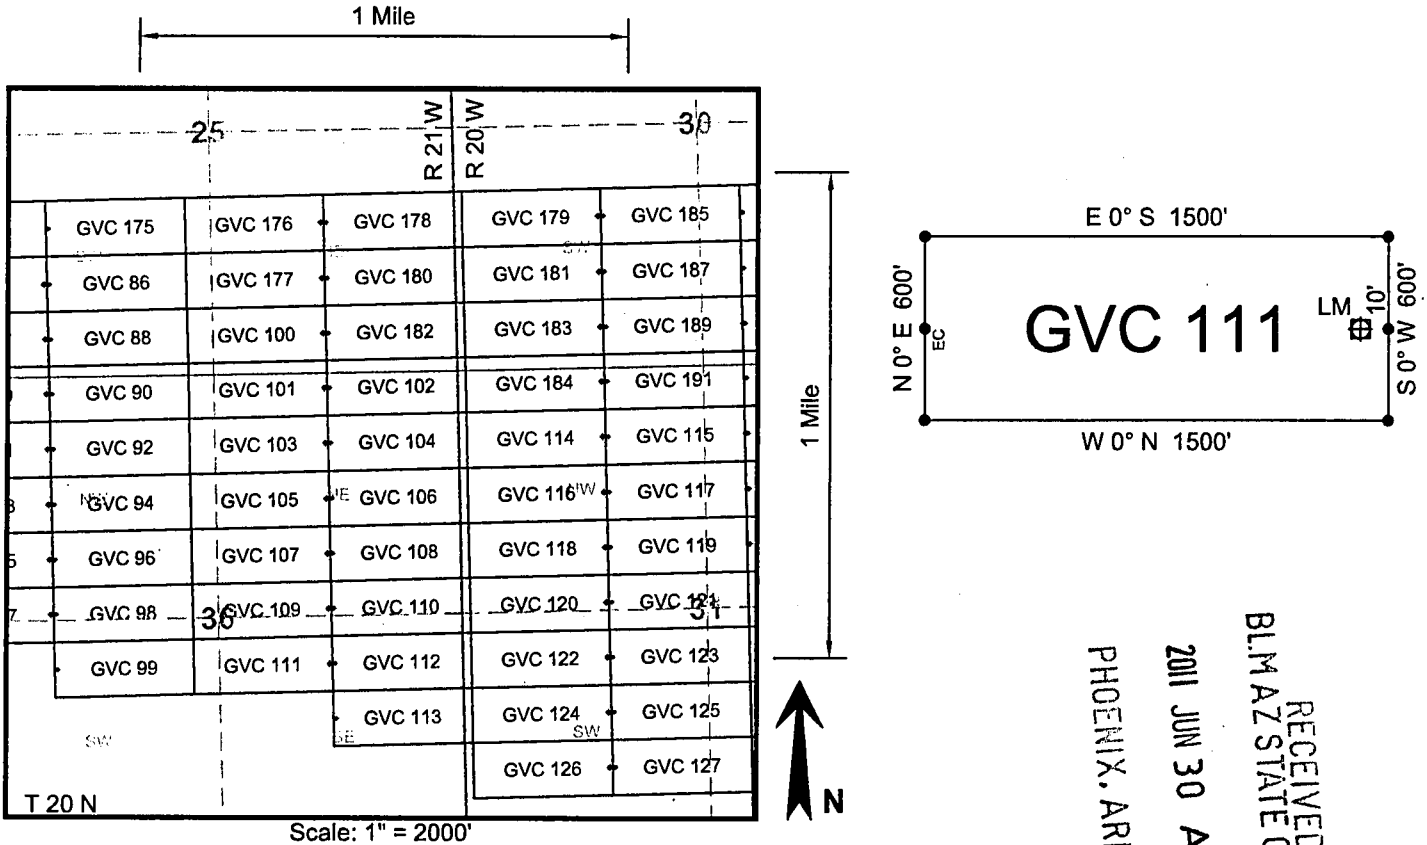 1 Mile
25
R 21 W
R 20 W
30
GVC 175 GVC 176 GVC 178 GVC 179 GVC 185
SW
GVC 86 GVC 177 GVC 180 GVC 181 GVC 187
GVC 88 GVC 100 GVC 182 GVC 183 GVC 189
GVC 90 GVC 101 GVC 102 GVC 184 GVC 191
GVC 92 GVC 103 GVC 104 GVC 114 GVC 115
GVC 94 GVC 105 GVC 106 GVC 116 GVC 117
5 GVC 96 GVC 107 GVC 108 GVC 118 GVC 119
7 GVC 98 36 GVC 109 GVC 110 GVC 120 GVC 121 31
GVC 99 GVC 111 GVC 112 GVC 122 GVC 123
GVC 113 GVC 124 GVC 125
SW SE SW
GVC 126 GVC 127
T 20 N
Scale: 1" = 2000'
1 Mile
N
E 0° S 1500'
N 0° E 600'
EC
GVC 111
LM
10'
S 0° W 600'
W 0° N 1500'
RECEIVED
BLM AZ STATE
2011 JUN 30 A
PHOENIX,